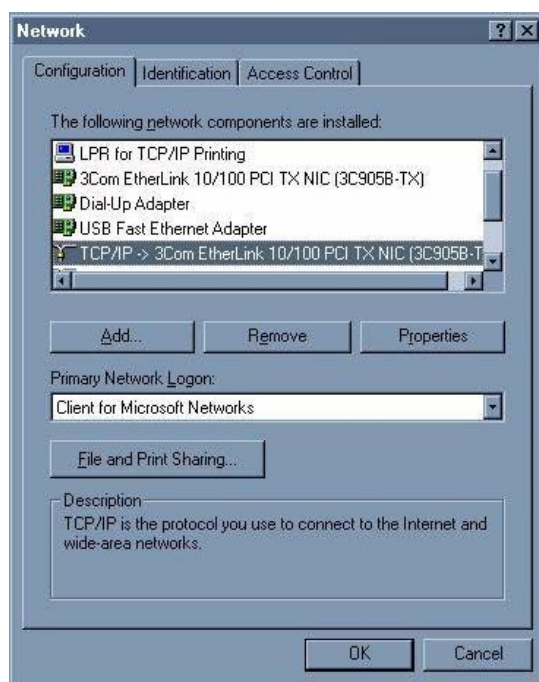 Network
Configuration Identification Access Control
The following network components are installed:
LPR for TCP/IP Printing
3Com EtherLink 10/100 PCI TX NIC (3C905B-TX)
Dial-Up Adapter
USB Fast Ethernet Adapter
TCP/IP -> 3Com EtherLink 10/100 PCI TX NIC (3C905B-T
Add... Remove Properties
Primary Network Logon:
Client for Microsoft Networks
File and Print Sharing...
Description
TCP/IP is the protocol you use to connect to the Internet and
wide-area networks.
OK Cancel